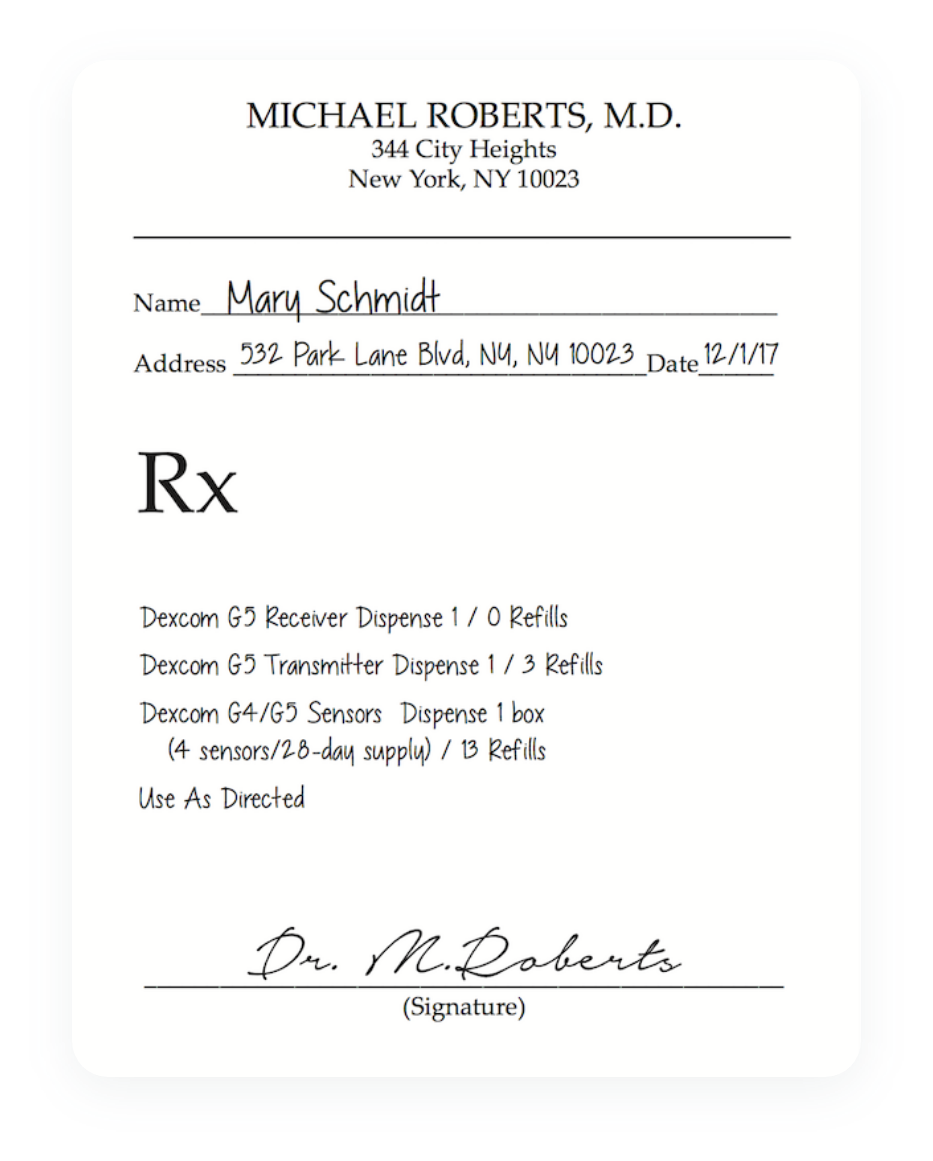 MICHAEL ROBERTS, M.D.
344 City Heights
New York, NY 10023
Name Mary Schmidt
Address 532 Park Lane Blvd, NY, NY 10023 Date 12/1/17
Rx
Dexcom G5 Receiver Dispense 1 / 0 Refills
Dexcom G5 Transmitter Dispense 1 / 3 Refills
Dexcom G4/G5 Sensors Dispense 1 box
(4 sensors/28-day supply) / 13 Refills
Use As Directed
Dr. M.Roberts
(Signature)